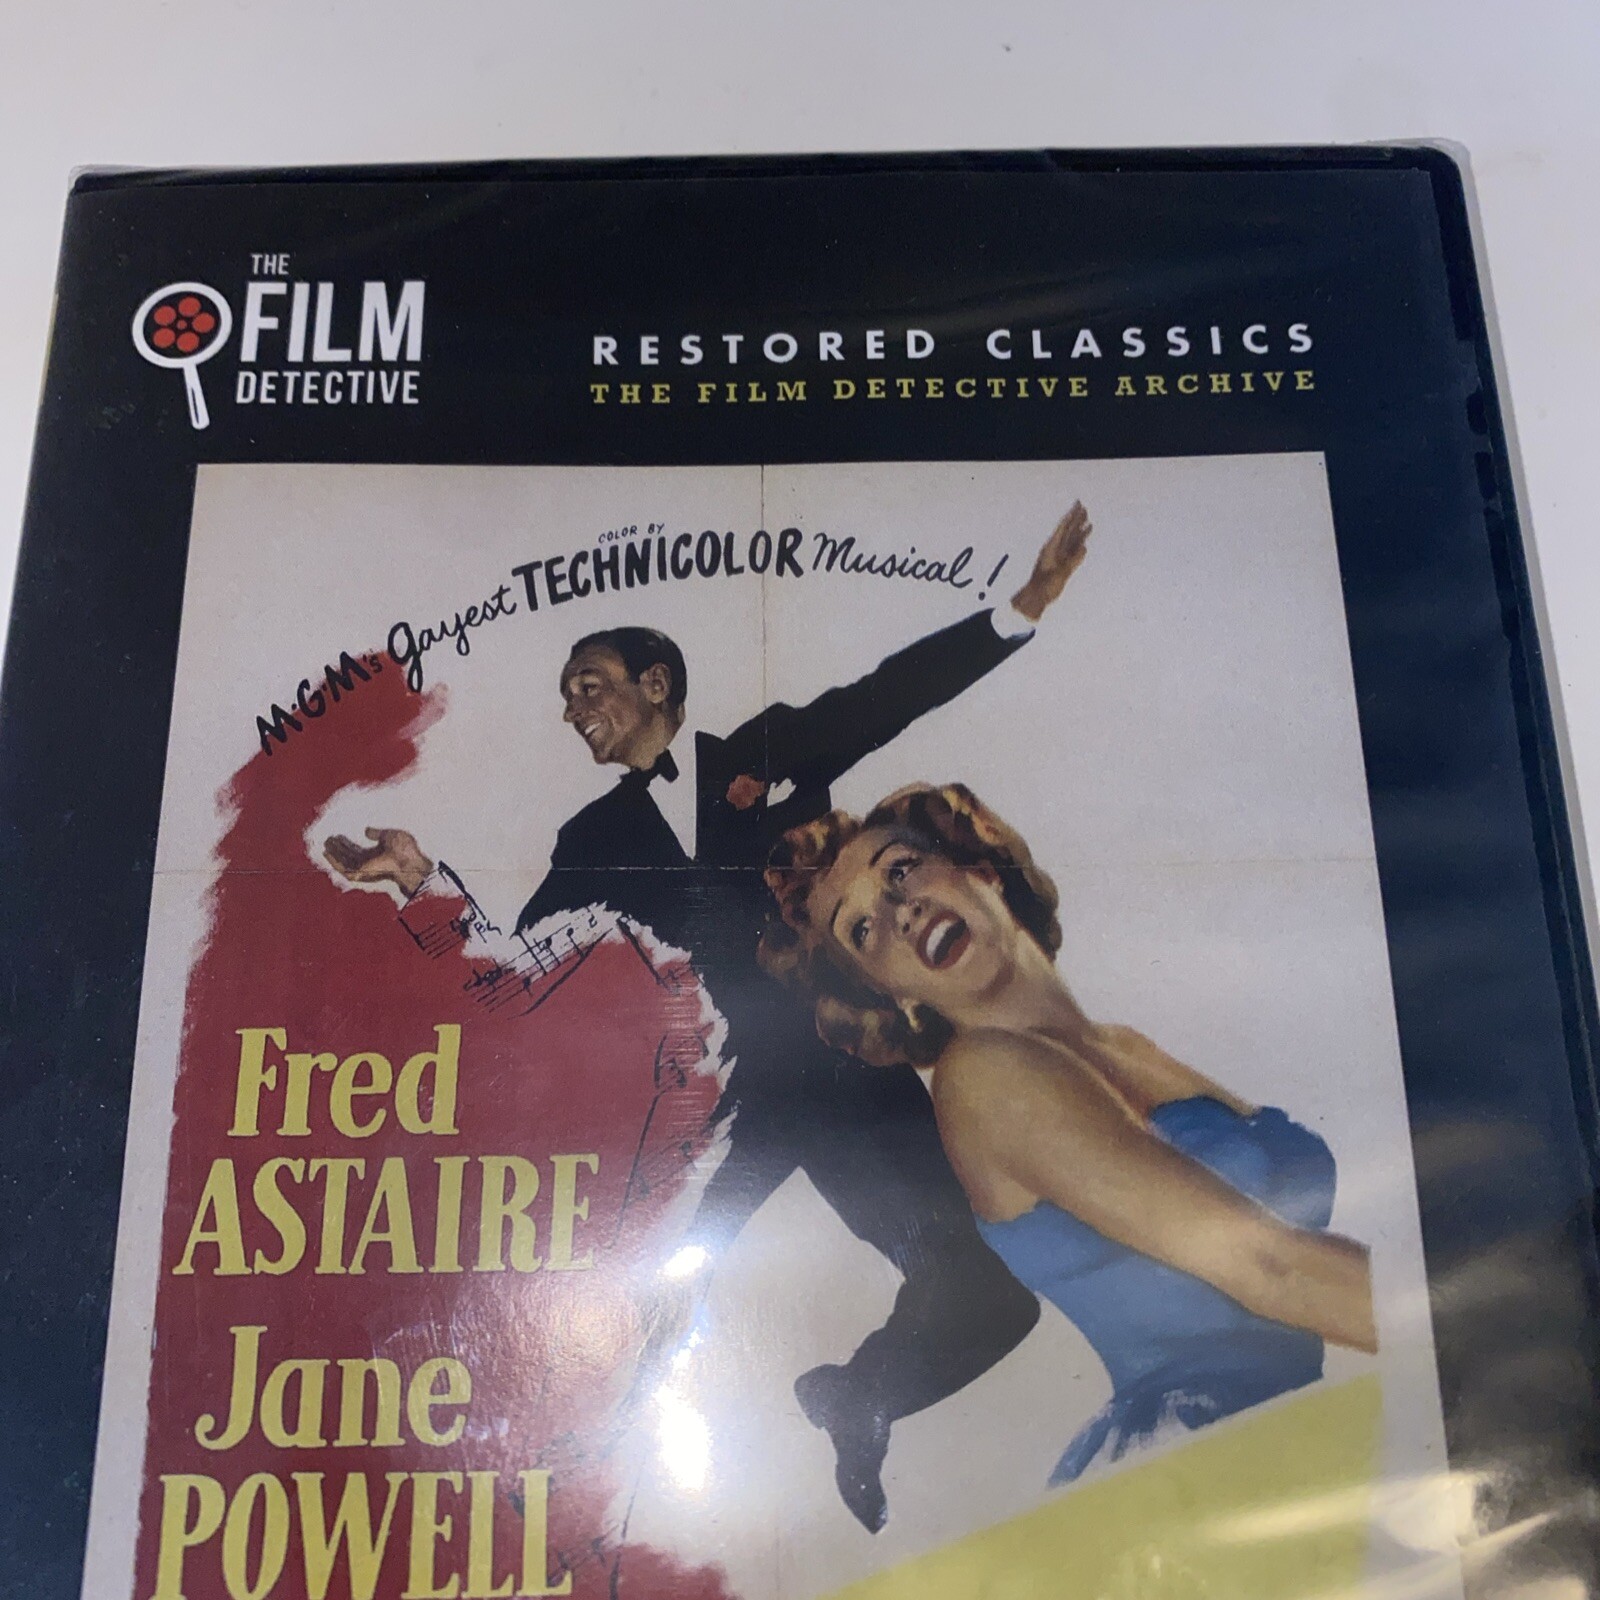 THE
FILM
DETECTIVE
RESTORED CLASSICS
THE FILM DETECTIVE ARCHIVE
M·G·M's gayest COLOR BY TECHNICOLOR Musical!
Fred
ASTAIRE
Jane
POWELL